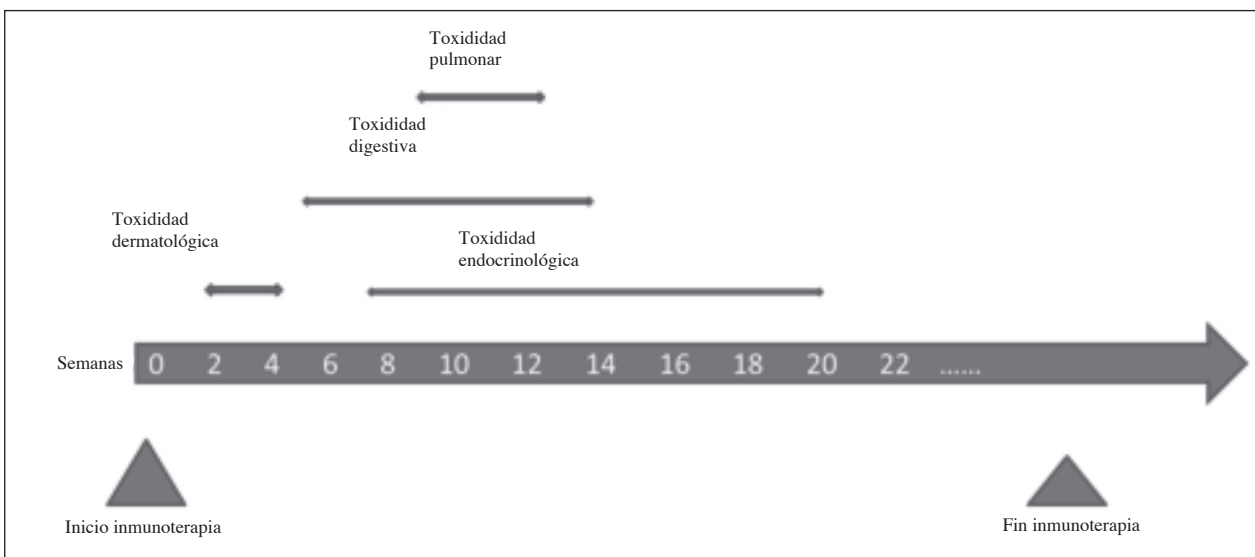 Toxididad
pulmonar
Toxididad
digestiva
Toxididad
dermatológica
Toxididad
endocrinológica
Semanas 0 2 4 6 8 10 12 14 16 18 20 22 ......
Inicio inmunoterapia
Fin inmunoterapia